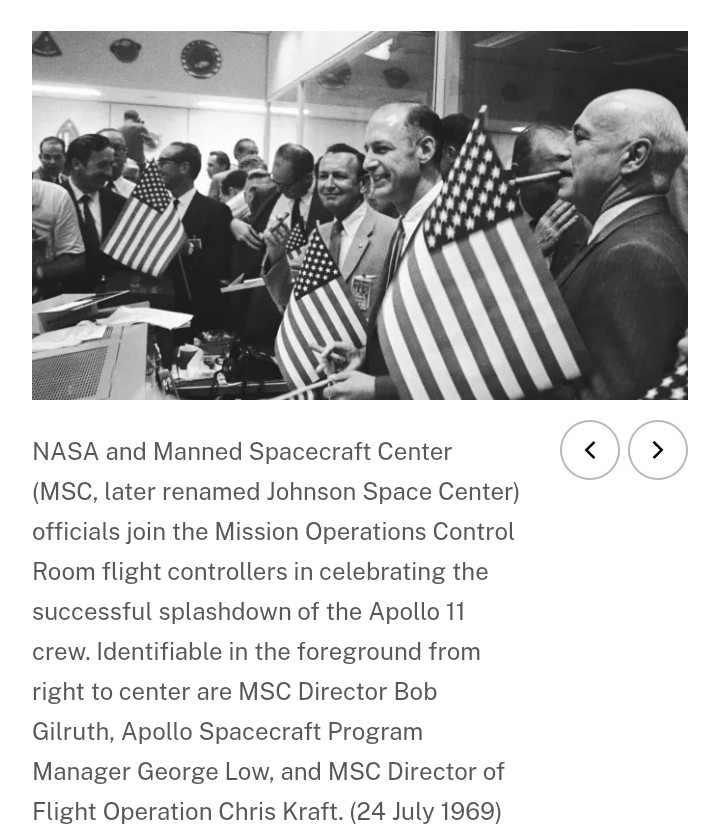 NASA and Manned Spacecraft Center
(MSC, later renamed Johnson Space Center)
officials join the Mission Operations Control
Room flight controllers in celebrating the
successful splashdown of the Apollo 11
crew. Identifiable in the foreground from
right to center are MSC Director Bob
Gilruth, Apollo Spacecraft Program
Manager George Low, and MSC Director of
Flight Operation Chris Kraft. (24 July 1969)